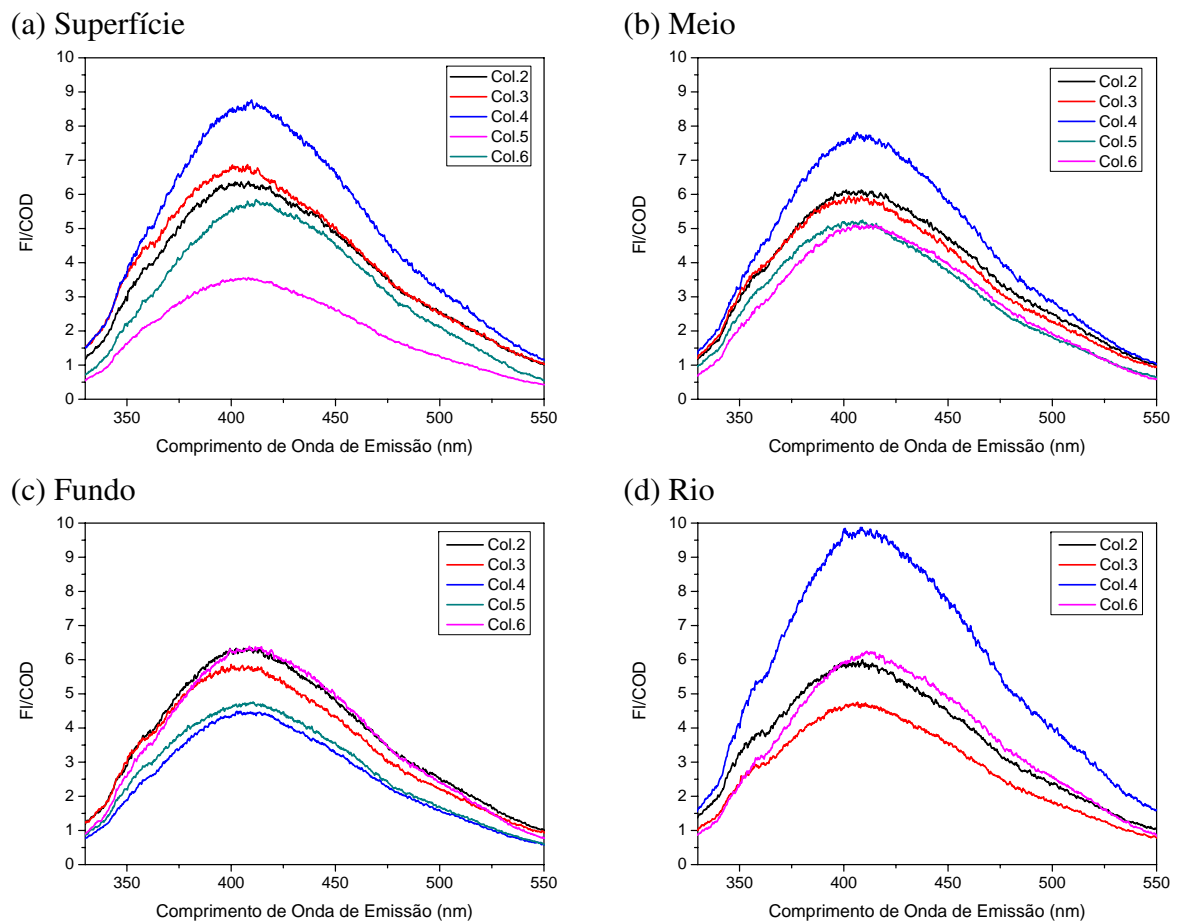 (a) Superfície
10
9
8
7
6
5
4
3
2
1
0
FI/COD
Col.2
Col.3
Col.4
Col.5
Col.6
350 400 450 500 550
Comprimento de Onda de Emissão (nm)
(b) Meio
10
9
8
7
6
5
4
3
2
1
0
FI/COD
Col.2
Col.3
Col.4
Col.5
Col.6
350 400 450 500 550
Comprimento de Onda de Emissão (nm)
(c) Fundo
10
9
8
7
6
5
4
3
2
1
0
FI/COD
Col.2
Col.3
Col.4
Col.5
Col.6
350 400 450 500 550
Comprimento de Onda de Emissão (nm)
(d) Rio
10
9
8
7
6
5
4
3
2
1
0
FI/COD
Col.2
Col.3
Col.4
Col.6
350 400 450 500 550
Comprimento de Onda de Emissão (nm)